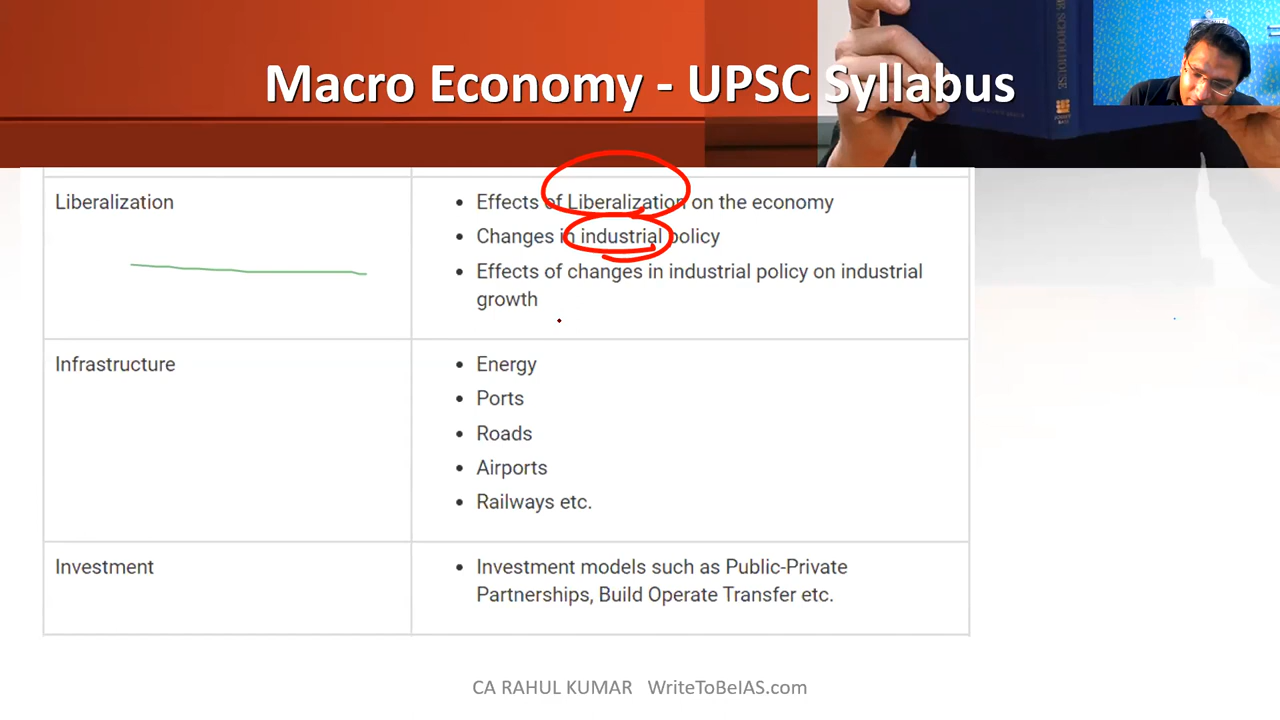 Macro Economy - UPSC Syllabus
Liberalization
• Effects of Liberalization on the economy
• Changes in industrial policy
• Effects of changes in industrial policy on industrial
growth
Infrastructure
• Energy
• Ports
• Roads
• Airports
• Railways etc.
Investment
• Investment models such as Public-Private
Partnerships, Build Operate Transfer etc.
CA RAHUL KUMAR WriteToBeIAS.com